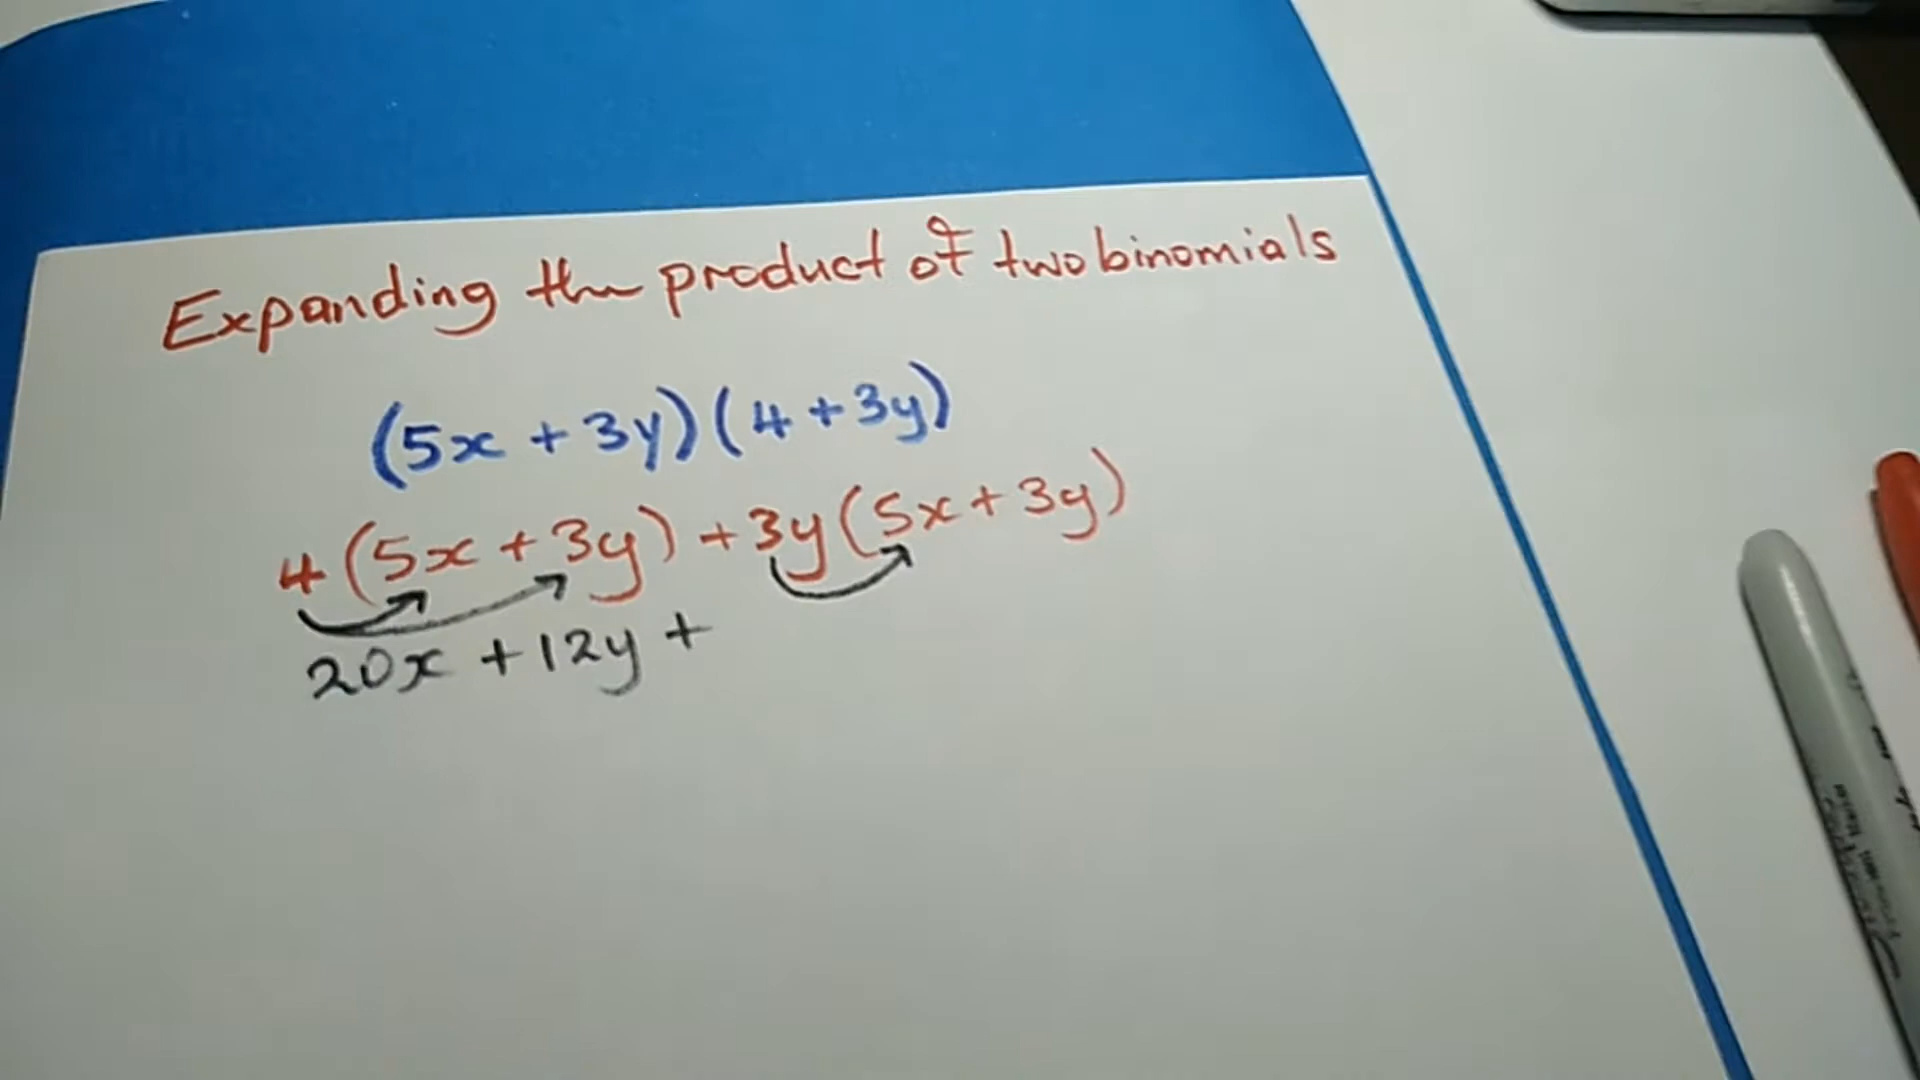 Expanding the product of two binomials
(5x + 3y)(4 + 3y)
4(5x + 3y) + 3y(5x + 3y)
20x + 12y +